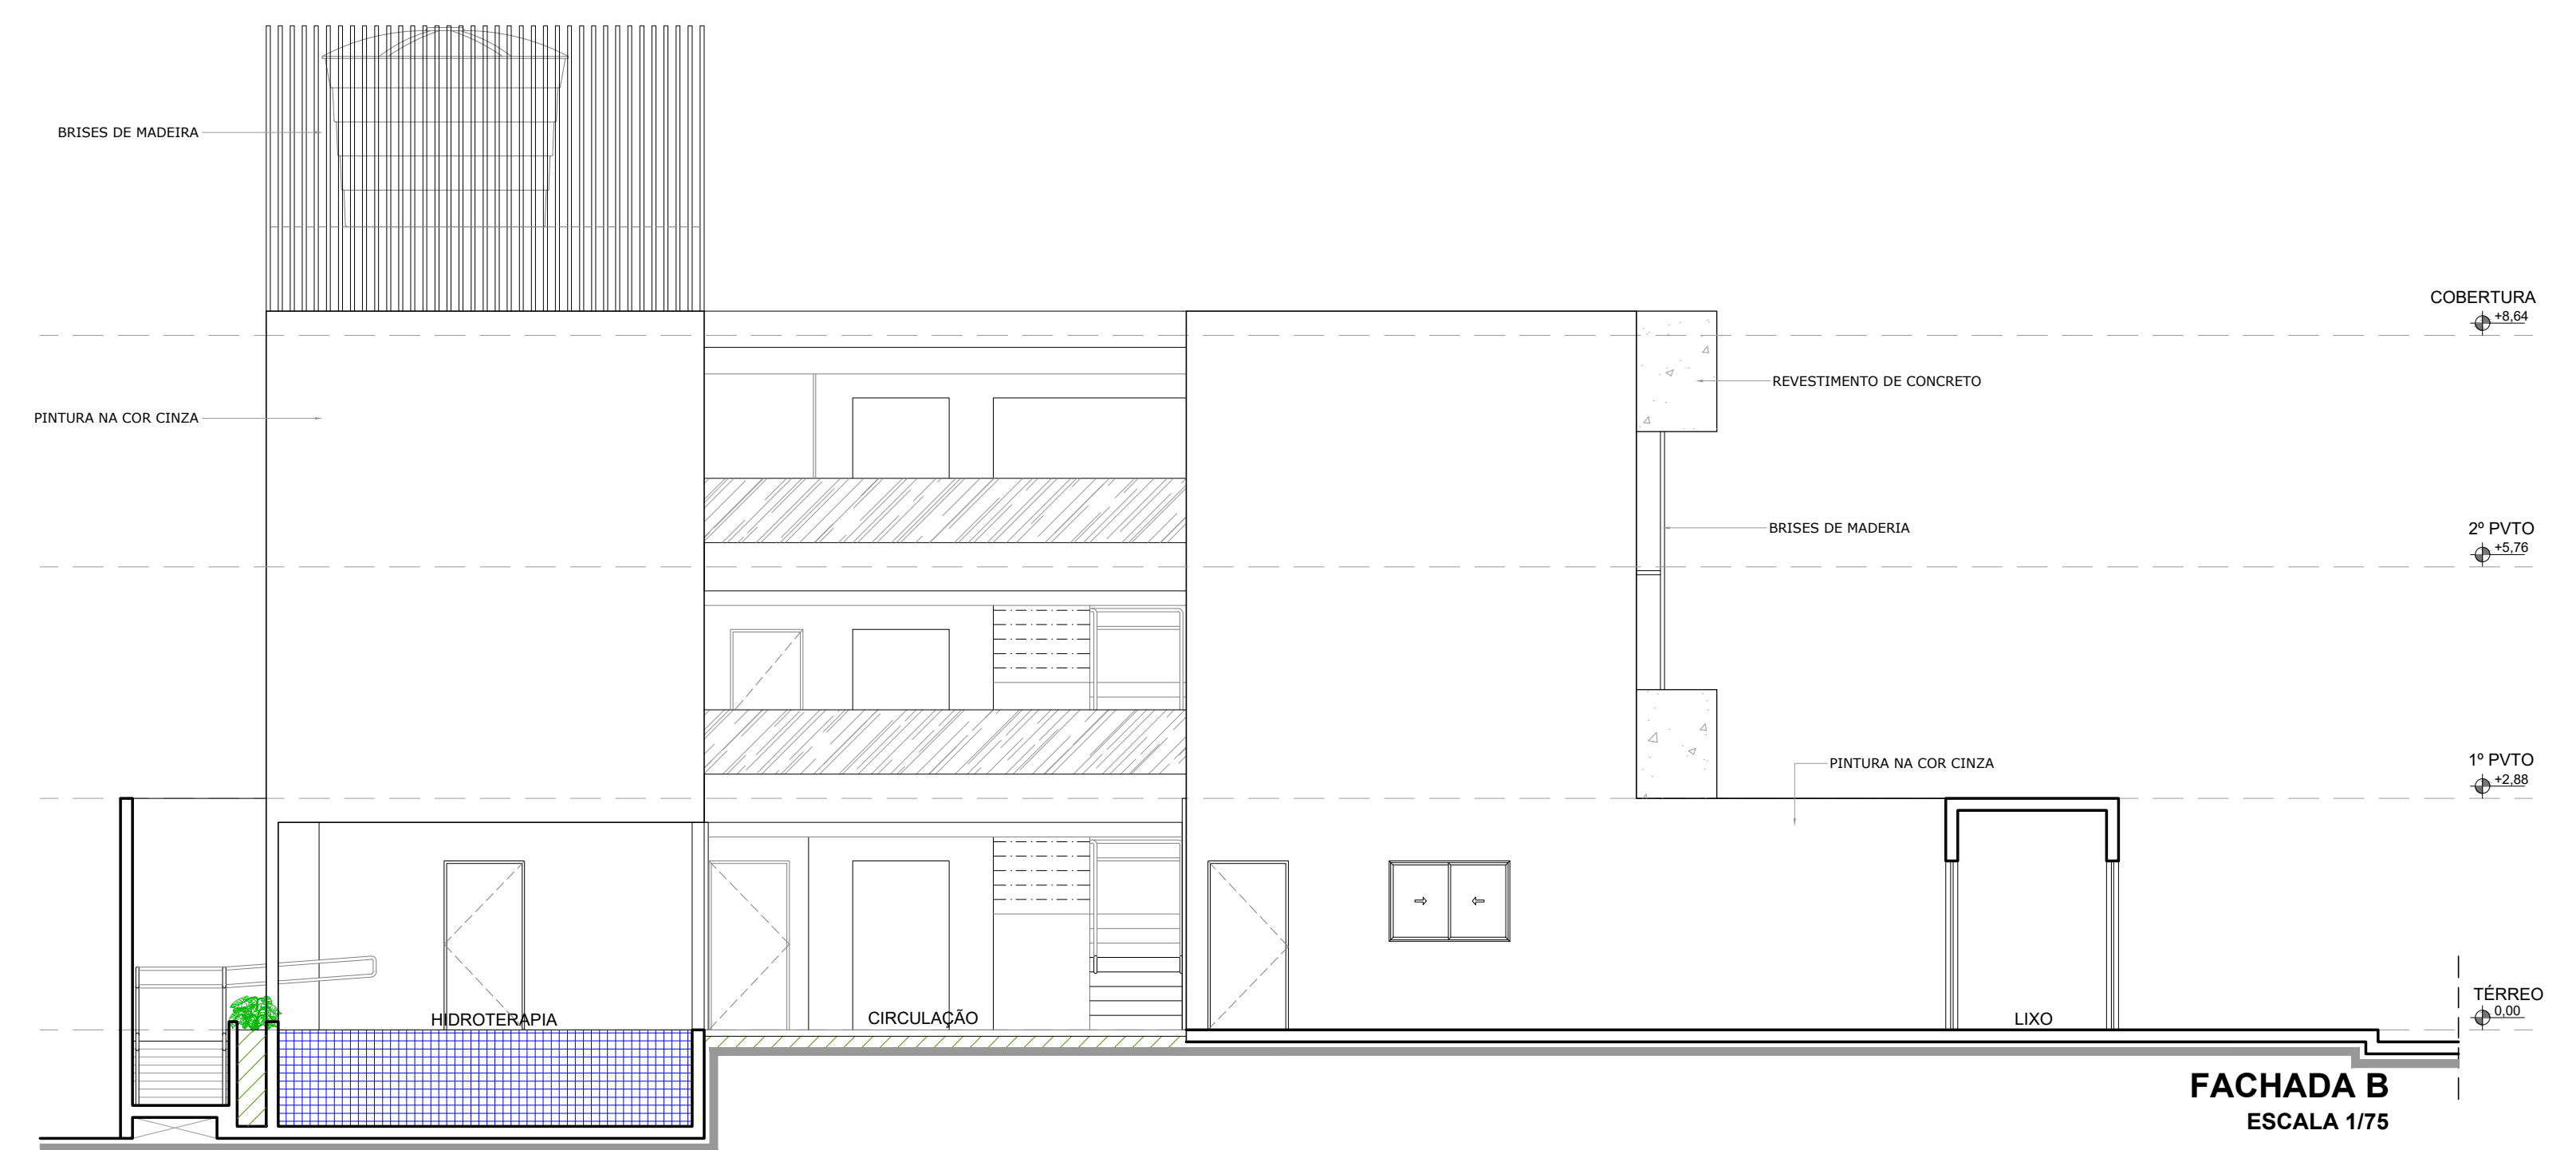 BRISES DE MADEIRA
COBERTURA
+8,64
REVESTIMENTO DE CONCRETO
PINTURA NA COR CINZA
BRISES DE MADERIA
2º PVTO
+5,76
PINTURA NA COR CINZA
1º PVTO
+2,88
HIDROTERAPIA
CIRCULAÇÃO
LIXO
TÉRREO
0,00
FACHADA B
ESCALA 1/75